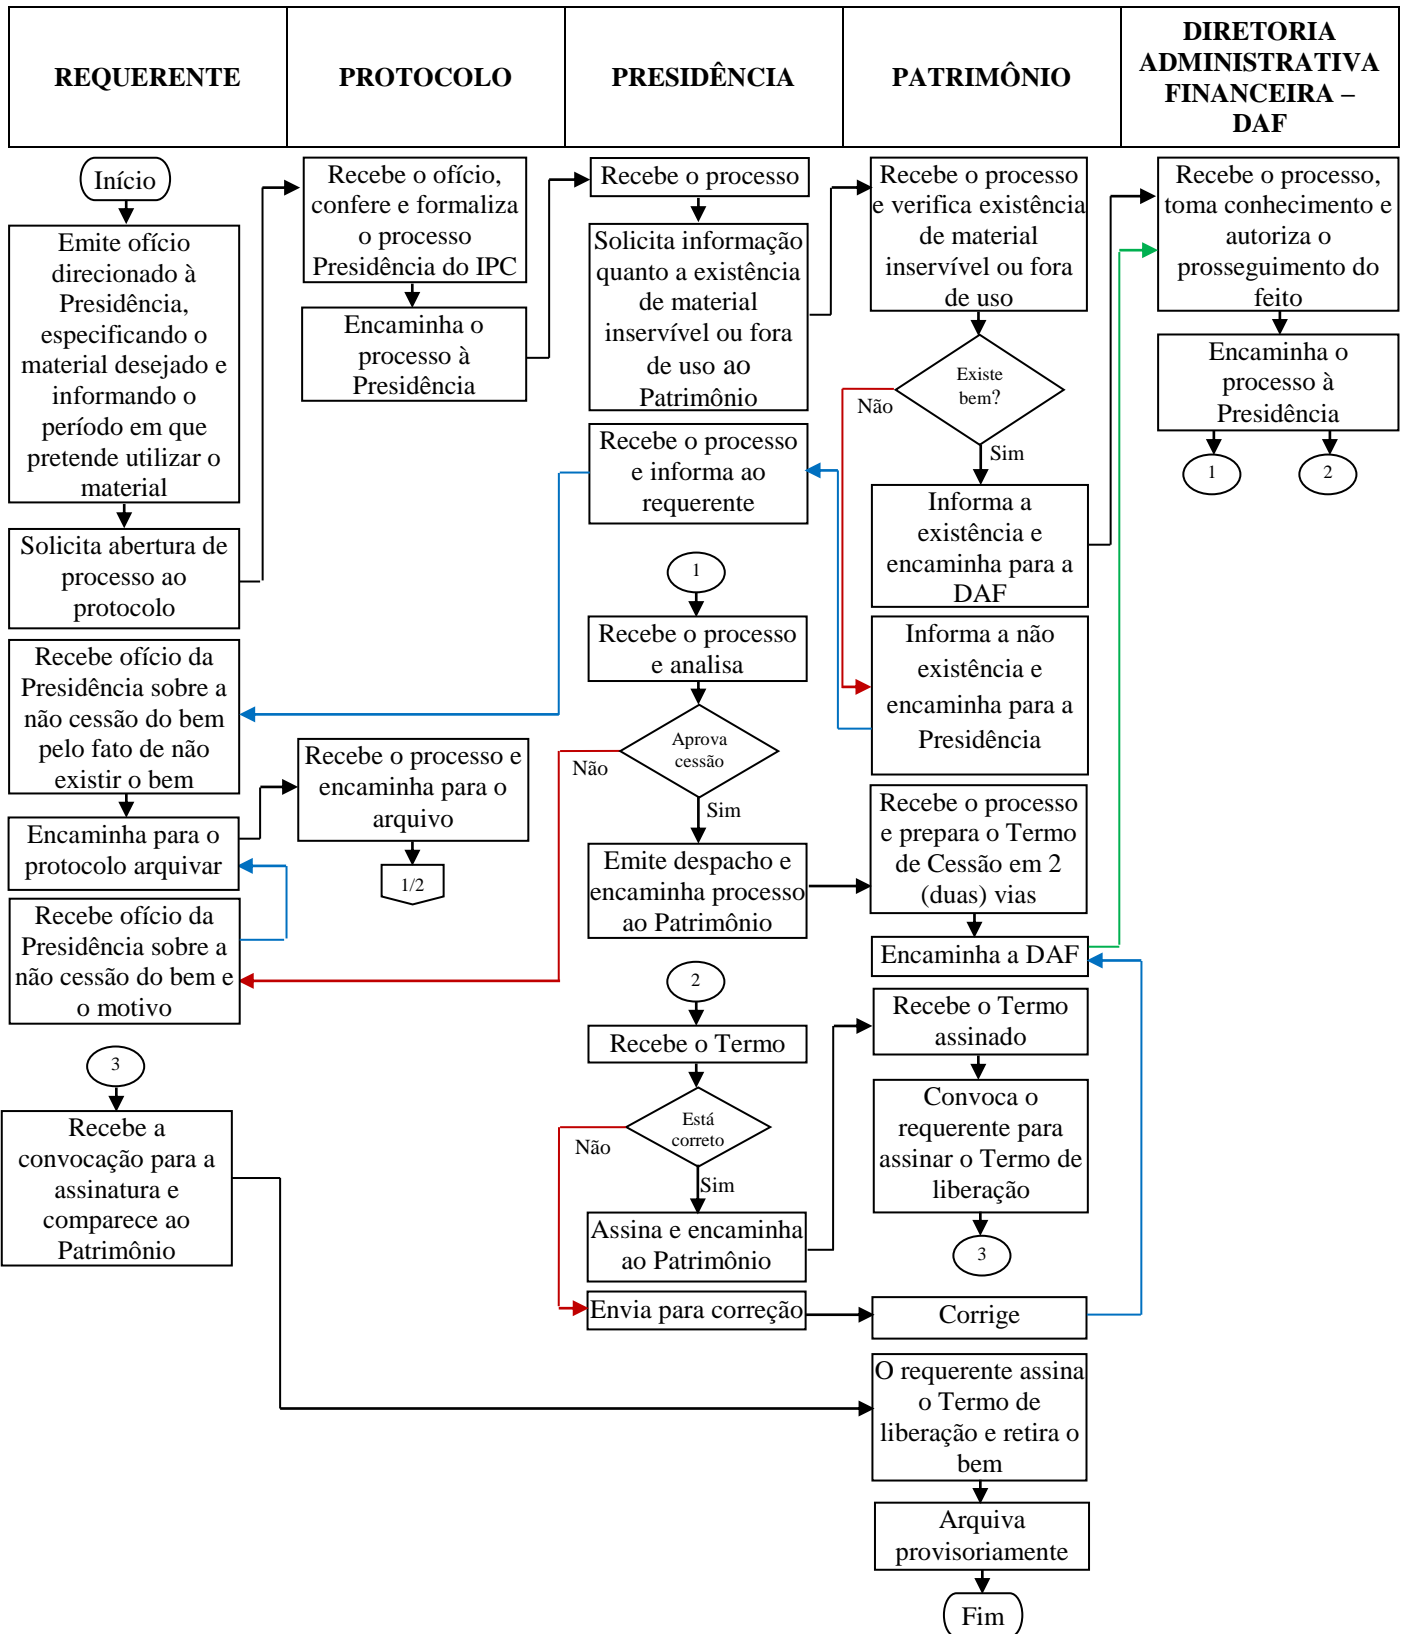 REQUERENTE
PROTOCOLO
PRESIDÊNCIA
PATRIMÔNIO
DIRETORIA
ADMINISTRATIVA
FINANCEIRA –
DAF
Início
Emite ofício
direcionado à
Presidência,
especificando o
material desejado e
informando o
período em que
pretende utilizar o
material
Solicita abertura de
processo ao
protocolo
Recebe ofício da
Presidência sobre a
não cessão do bem
pelo fato de não
existir o bem
Encaminha para o
protocolo arquivar
Recebe ofício da
Presidência sobre a
não cessão do bem e
o motivo
3
Recebe a
convocação para a
assinatura e
comparece ao
Patrimônio
Recebe o ofício,
confere e formaliza
o processo
Presidência do IPC
Encaminha o
processo à
Presidência
Recebe o processo e
encaminha para o
arquivo
1/2
Recebe o processo
Solicita informação
quanto a existência
de material
inservível ou fora
de uso ao
Patrimônio
Recebe o processo
e informa ao
requerente
1
Recebe o processo
e analisa
Aprova
cessão
Não
Sim
Emite despacho e
encaminha processo
ao Patrimônio
2
Recebe o Termo
Está
correto
Não
Sim
Assina e encaminha
ao Patrimônio
Envia para correção
Recebe o processo
e verifica existência
de material
inservível ou fora
de uso
Existe
bem?
Não
Sim
Informa a
existência e
encaminha para a
DAF
Informa a não
existência e
encaminha para a
Presidência
Recebe o processo
e prepara o Termo
de Cessão em 2
(duas) vias
Encaminha a DAF
Recebe o Termo
assinado
Convoca o
requerente para
assinar o Termo de
liberação
3
Corrige
O requerente assina
o Termo de
liberação e retira o
bem
Arquiva
provisoriamente
Fim
Recebe o processo,
toma conhecimento e
autoriza o
prosseguimento do
feito
Encaminha o
processo à
Presidência
1
2